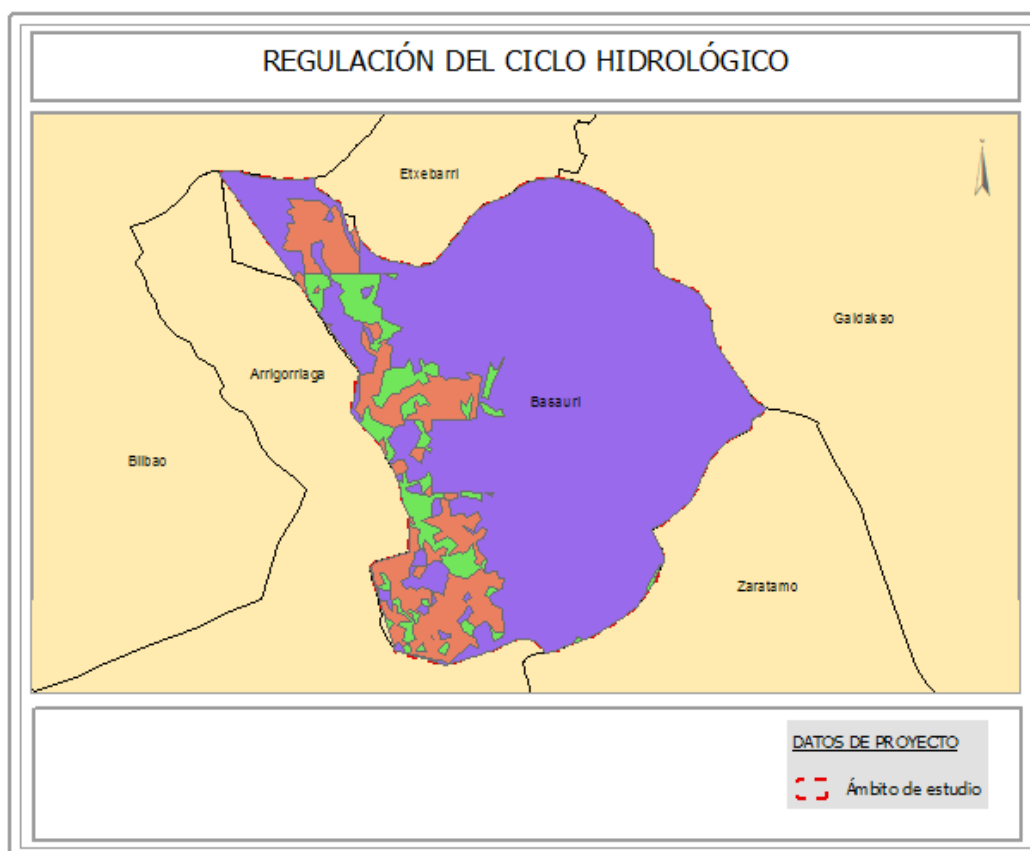 REGULACIÓN DEL CICLO HIDROLÓGICO
Etxebarri
Galdakao
Arrigorriaga
Basauri
Bilbao
Zaratamo
DATOS DE PROYECTO
Ámbito de estudio